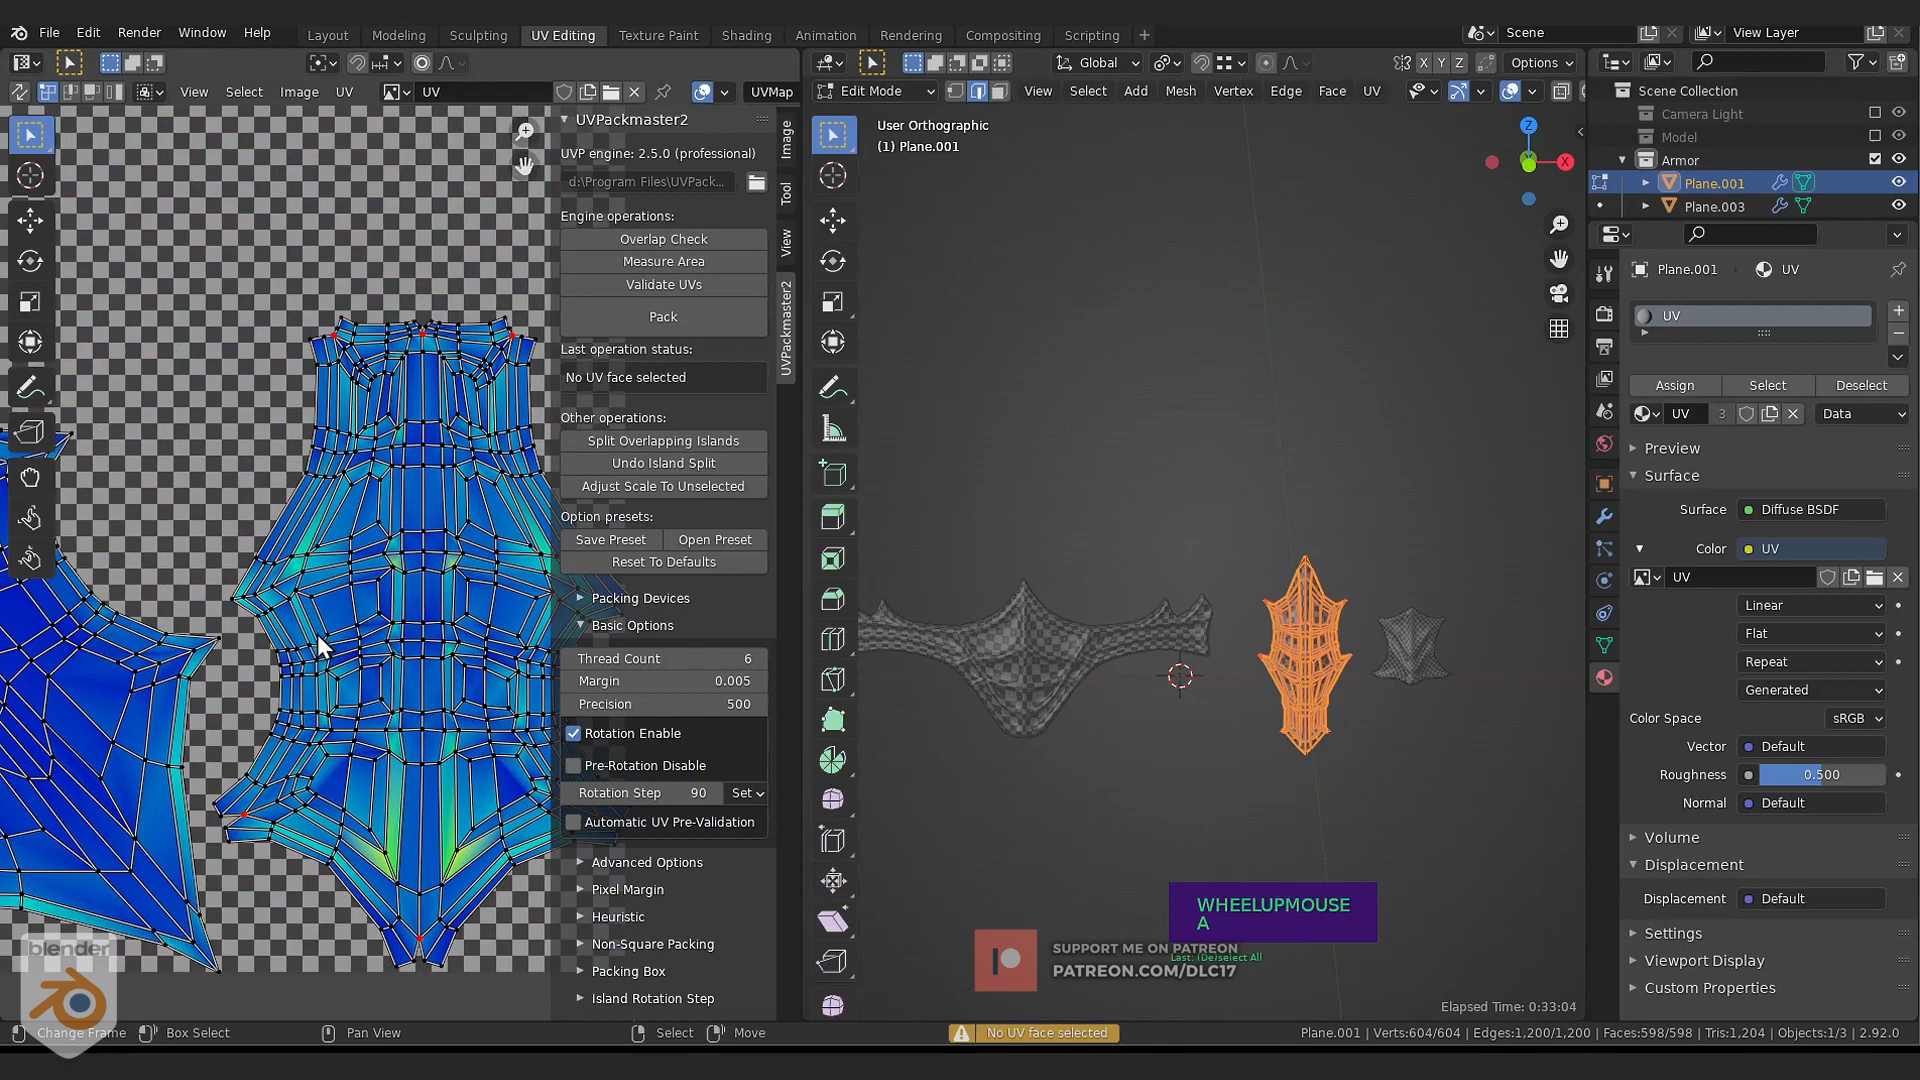 File Edit Render Window Help
Layout Modeling Sculpting UV Editing Texture Paint Shading Animation Rendering Compositing Scripting +
Scene
View Layer
Global
X Y Z
Options
View Select Image UV
UV
UVMap
Edit Mode
View Select Add Mesh Vertex Edge Face UV
Scene Collection
Camera Light
Model
Armor
Plane.001
Plane.003
UVPackmaster2
UVP engine: 2.5.0 (professional)
d:\Program Files\UVPack...
Engine operations:
Overlap Check
Measure Area
Validate UVs
Pack
Last operation status:
No UV face selected
Other operations:
Split Overlapping Islands
Undo Island Split
Adjust Scale To Unselected
Option presets:
Save Preset
Open Preset
Reset To Defaults
Packing Devices
Basic Options
Thread Count 6
Margin 0.005
Precision 500
Rotation Enable
Pre-Rotation Disable
Rotation Step 90 Set
Automatic UV Pre-Validation
Advanced Options
Pixel Margin
Heuristic
Non-Square Packing
Packing Box
Island Rotation Step
Image
Tool
View
UVPackmaster2
User Orthographic
(1) Plane.001
Z
X
WHEELUPMOUSE
A
Last: (De)select All
SUPPORT ME ON PATREON
PATREON.COM/DLC17
Elapsed Time: 0:33:04
Plane.001 UV
UV
Assign Select Deselect
UV 3 Data
Preview
Surface
Surface Diffuse BSDF
Color UV
UV
Linear
Flat
Repeat
Generated
Color Space sRGB
Vector Default
Roughness 0.500
Normal Default
Volume
Displacement
Displacement Default
Settings
Viewport Display
Custom Properties
blender
Change Frame Box Select Pan View Select Move
No UV face selected
Plane.001 | Verts:604/604 | Edges:1,200/1,200 | Faces:598/598 | Tris:1,204 | Objects:1/3 | 2.92.0